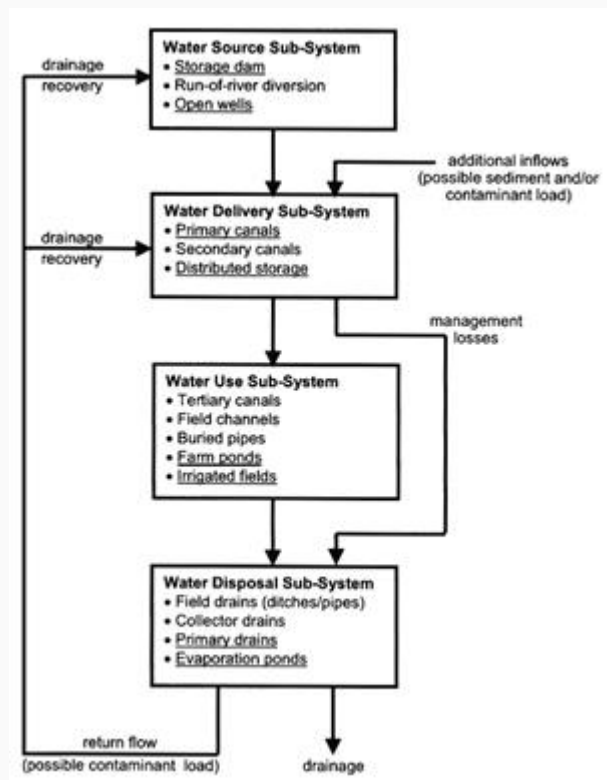 Water Source Sub-System
• Storage dam
• Run-of-river diversion
• Open wells
drainage
recovery
additional inflows
(possible sediment and/or
contaminant load)
Water Delivery Sub-System
• Primary canals
• Secondary canals
• Distributed storage
drainage
recovery
management
losses
Water Use Sub-System
• Tertiary canals
• Field channels
• Buried pipes
• Farm ponds
• Irrigated fields
Water Disposal Sub-System
• Field drains (ditches/pipes)
• Collector drains
• Primary drains
• Evaporation ponds
return flow
(possible contaminant load)
drainage